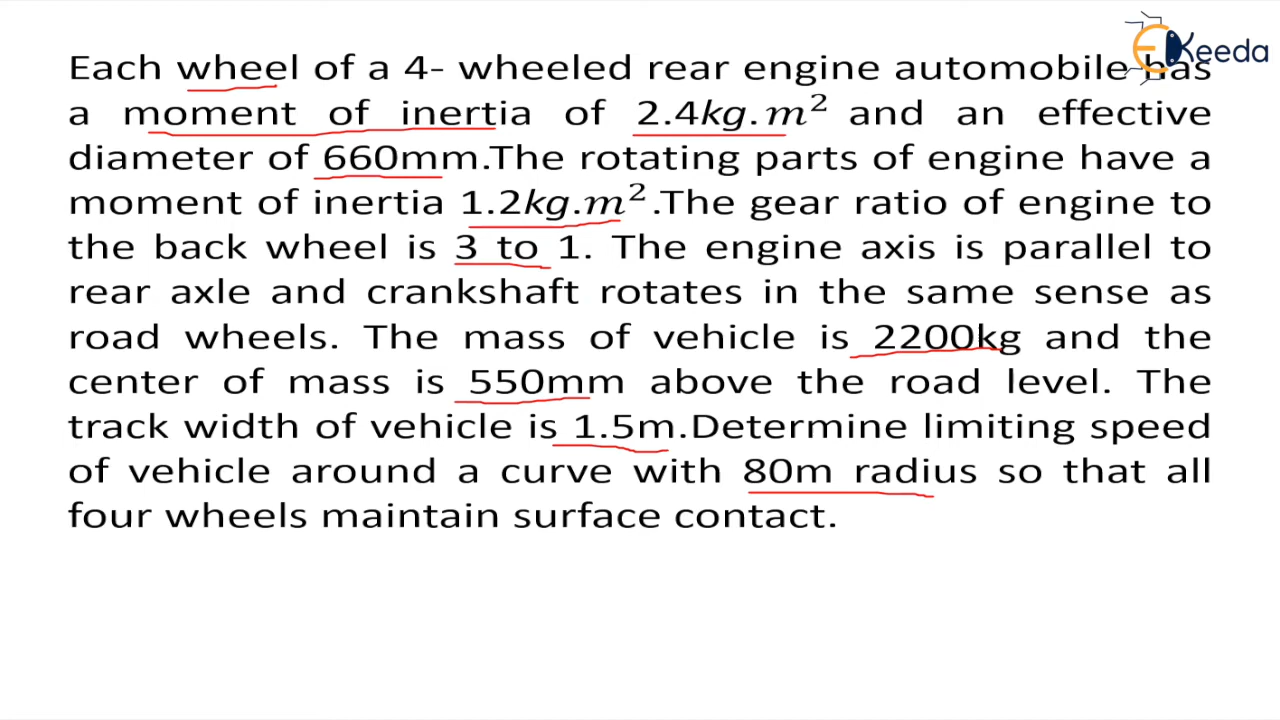 EKeeda
Each wheel of a 4- wheeled rear engine automobile has
a moment of inertia of 2.4kg.m² and an effective
diameter of 660mm.The rotating parts of engine have a
moment of inertia 1.2kg.m².The gear ratio of engine to
the back wheel is 3 to 1. The engine axis is parallel to
rear axle and crankshaft rotates in the same sense as
road wheels. The mass of vehicle is 2200kg and the
center of mass is 550mm above the road level. The
track width of vehicle is 1.5m.Determine limiting speed
of vehicle around a curve with 80m radius so that all
four wheels maintain surface contact.